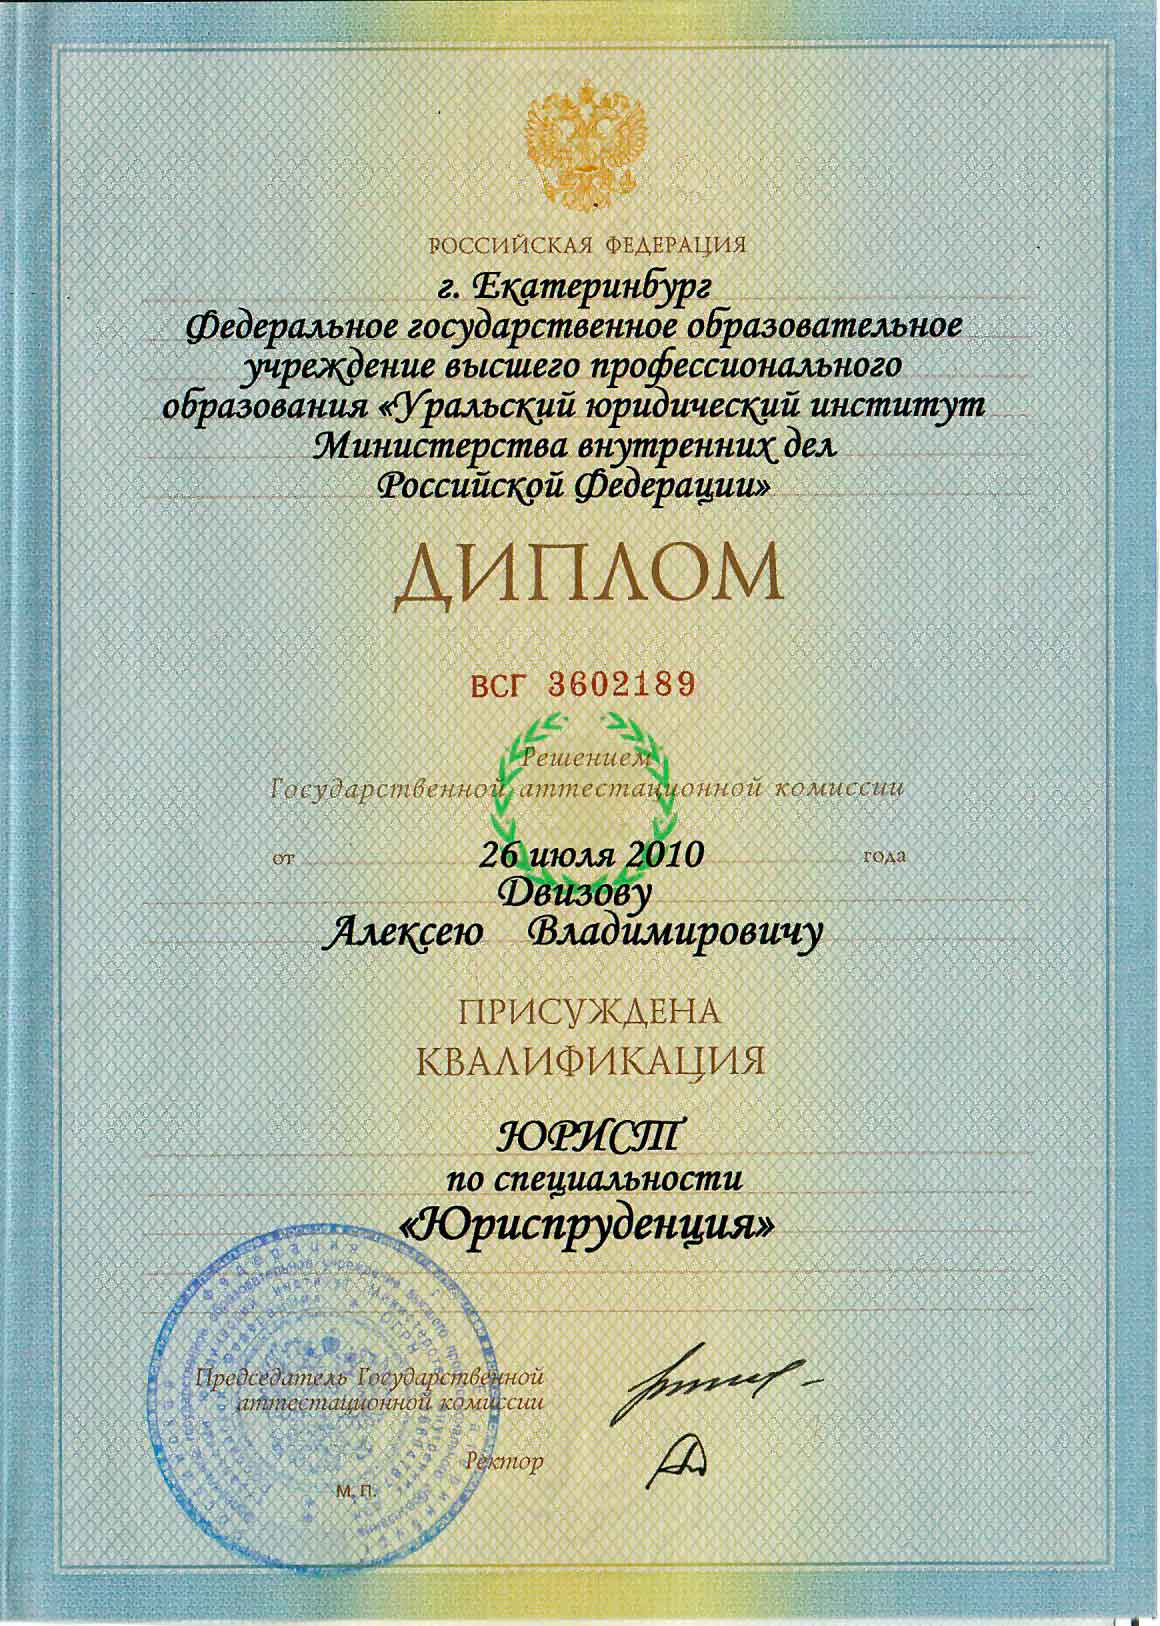 РОССИЙСКАЯ ФЕДЕРАЦИЯ
г. Екатеринбург
Федеральное государственное образовательное
учреждение высшего профессионального
образования «Уральский юридический институт
Министерства внутренних дел
Российской Федерации»
ДИПЛОМ
ВСГ 3602189
Решением
Государственной аттестационной комиссии
от 26 июля 2010 года
Двизову
Алексею Владимировичу
ПРИСУЖДЕНА
КВАЛИФИКАЦИЯ
ЮРИСТ
по специальности
«Юриспруденция»
Председатель Государственной
аттестационной комиссии
Ректор
М. П.